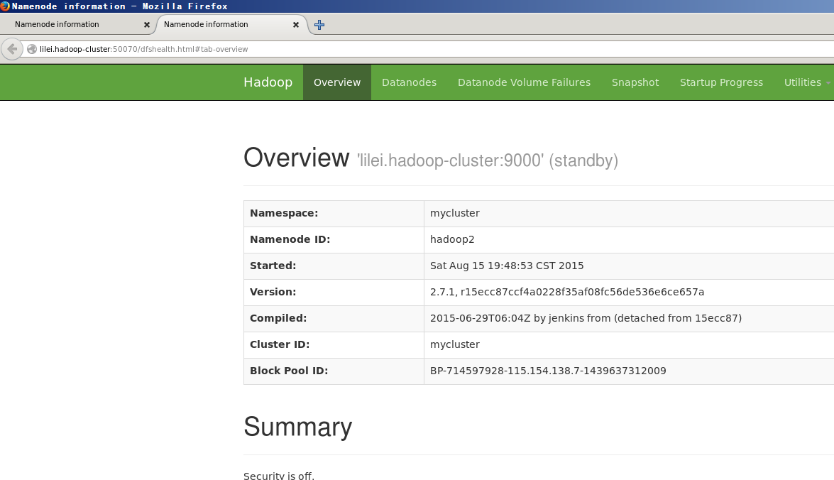 Namenode information - Mozilla Firefox
Namenode information
Namenode information
lilei.hadoop-cluster:50070/dfshealth.html#tab-overview
Hadoop Overview Datanodes Datanode Volume Failures Snapshot Startup Progress Utilities
Overview 'lilei.hadoop-cluster:9000' (standby)
Namespace: mycluster
Namenode ID: hadoop2
Started: Sat Aug 15 19:48:53 CST 2015
Version: 2.7.1, r15ecc87ccf4a0228f35af08fc56de536e6ce657a
Compiled: 2015-06-29T06:04Z by jenkins from (detached from 15ecc87)
Cluster ID: mycluster
Block Pool ID: BP-714597928-115.154.138.7-1439637312009
Summary
Security is off.